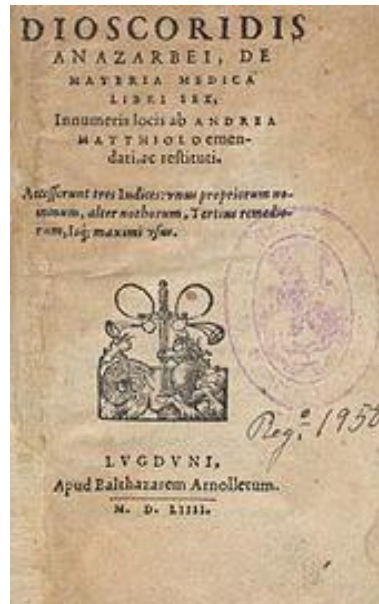 DIOSCORIDIS
ANAZARBEI, DE
MATERIA MEDICA
LIBRI SEX,
Innumeris locis ab ANDREA
MATTHIOLO emen-
dati, ac restituti.
Accesserunt tres Indices: vnus propriorum no-
minum, alter nothorum, Tertius remedio-
rum, Isq; maximi vsus.
Reg.º 1950
LVGDVNI,
Apud Balthazarem Arnolletum.
M. D. LIIII.